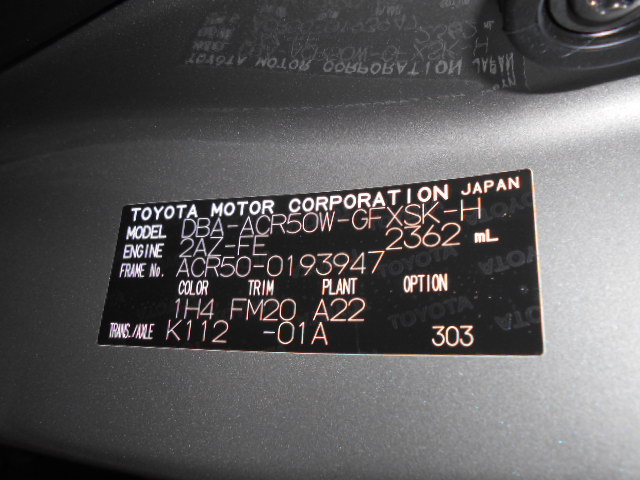 TOYOTA MOTOR CORPORATION JAPAN
MODEL DBA-ACR50W-GFXSK-H
ENGINE 2AZ-FE 2362 mL
FRAME No. ACR50-0193947
COLOR TRIM PLANT OPTION
1H4 FM20 A22
TRANS./AXLE K112 -01A 303